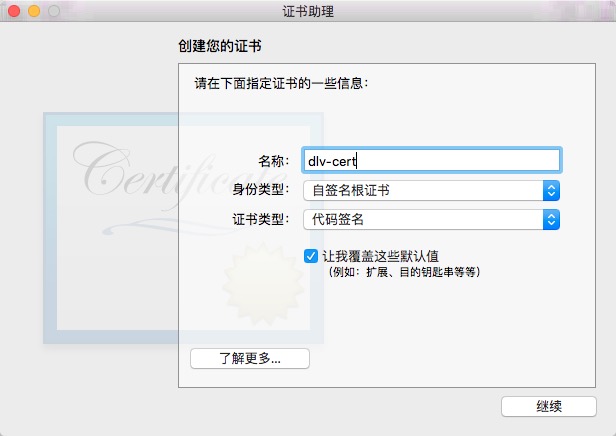 证书助理
创建您的证书
请在下面指定证书的一些信息：
Certificate
名称： dlv-cert
身份类型： 自签名根证书
证书类型： 代码签名
让我覆盖这些默认值
（例如：扩展、目的钥匙串等等）
了解更多...
继续